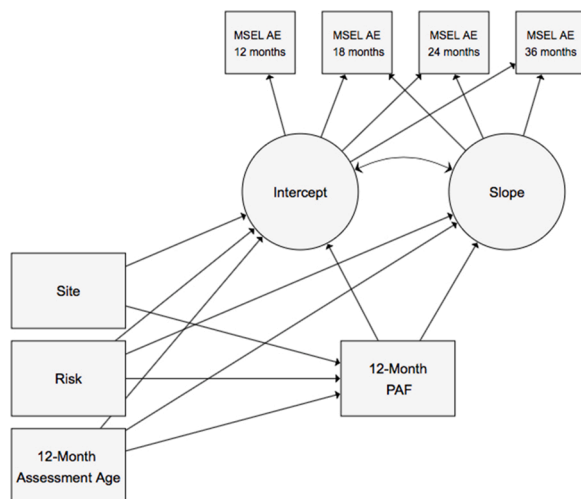 MSEL AE
12 months
MSEL AE
18 months
MSEL AE
24 months
MSEL AE
36 months
Intercept
Slope
Site
Risk
12-Month
PAF
12-Month
Assessment Age